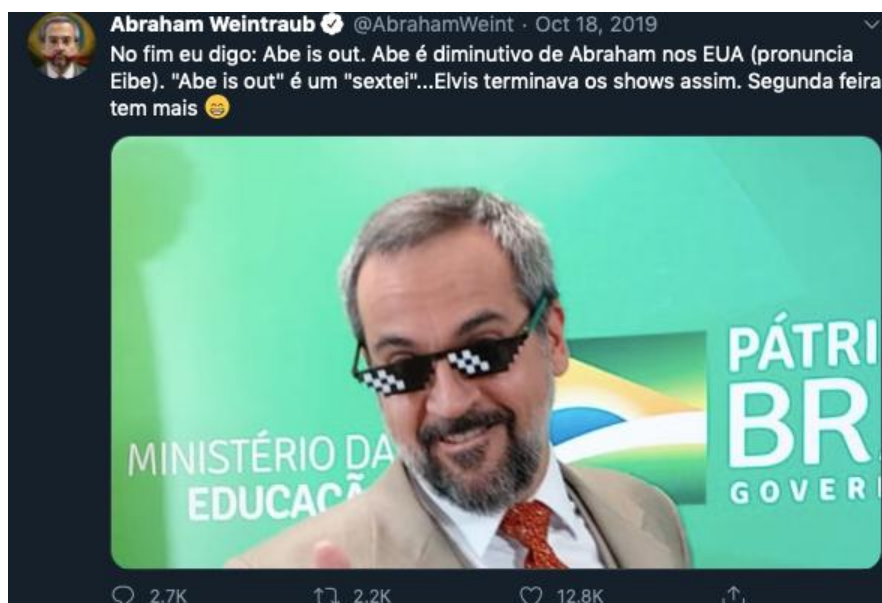 Abraham Weintraub @AbrahamWeint · Oct 18, 2019
No fim eu digo: Abe is out. Abe é diminutivo de Abraham nos EUA (pronuncia
Eibe). "Abe is out" é um "sextei"...Elvis terminava os shows assim. Segunda feira
tem mais 😁
PÁTRI
BR
GOVER
MINISTÉRIO DA
EDUCAÇÃ
2.7K 2.2K 12.8K